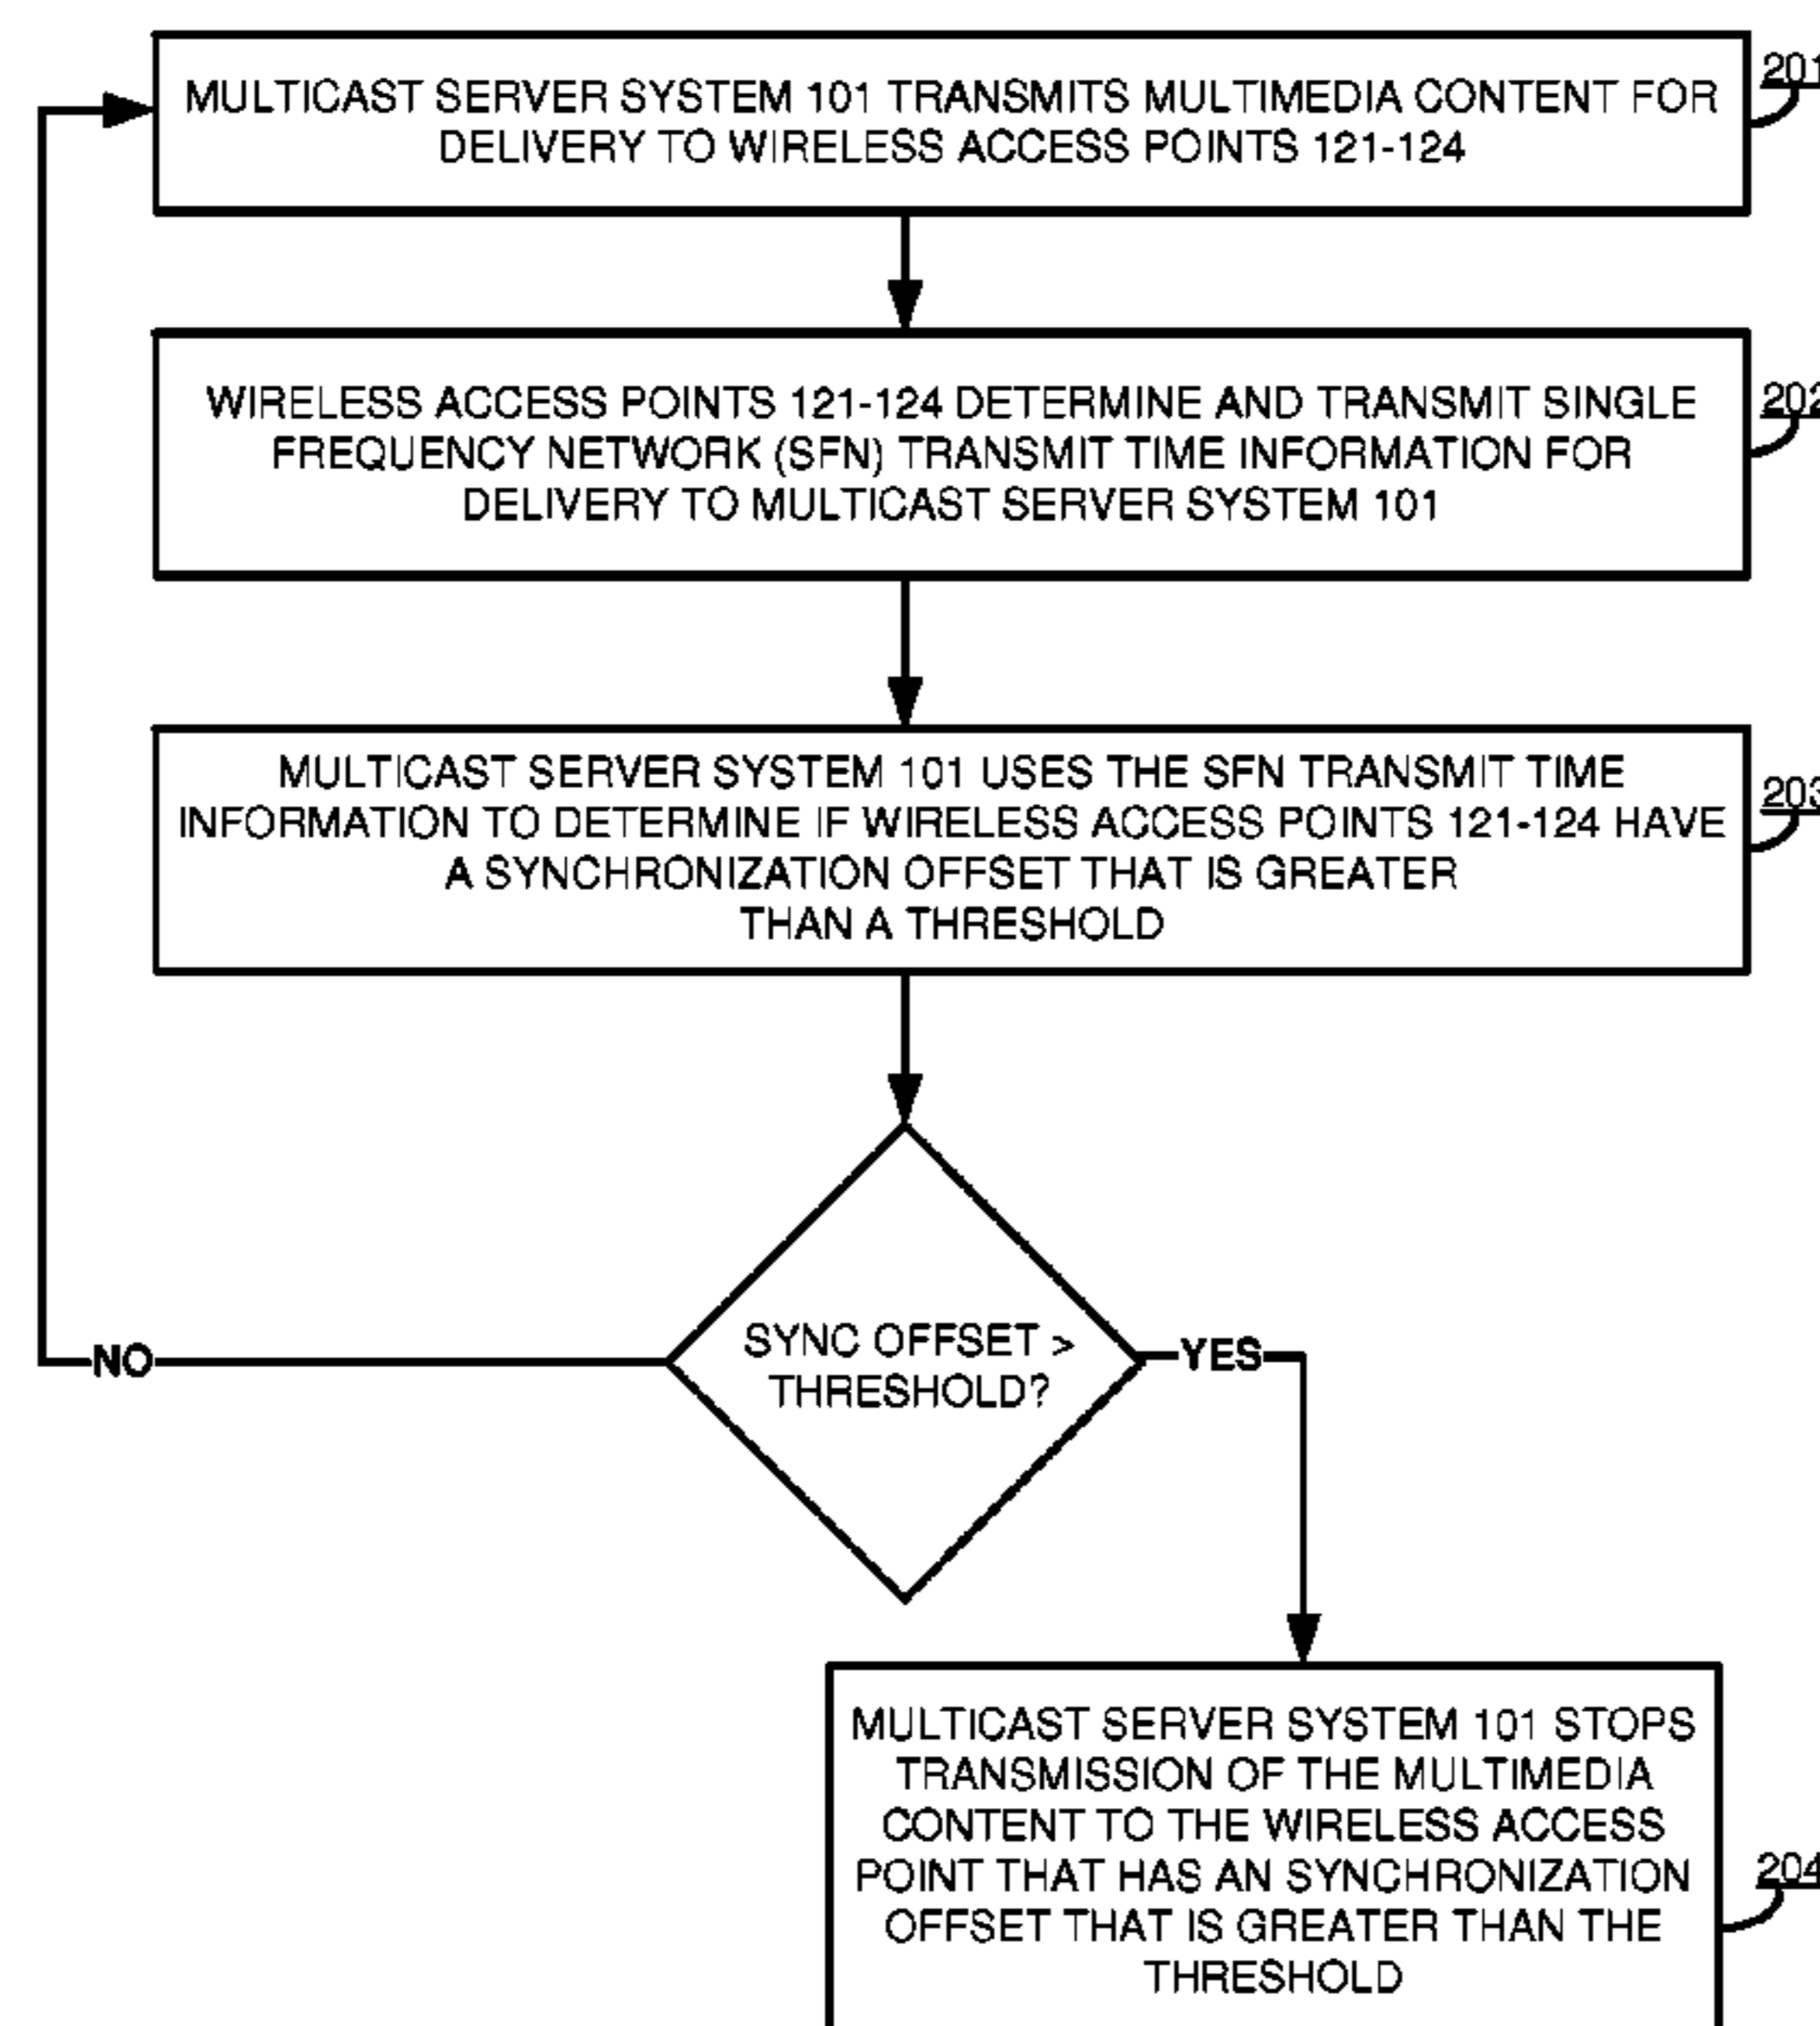 MULTICAST SERVER SYSTEM 101 TRANSMITS MULTIMEDIA CONTENT FOR
DELIVERY TO WIRELESS ACCESS POINTS 121-124
201
WIRELESS ACCESS POINTS 121-124 DETERMINE AND TRANSMIT SINGLE
FREQUENCY NETWORK (SFN) TRANSMIT TIME INFORMATION FOR
DELIVERY TO MULTICAST SERVER SYSTEM 101
202
MULTICAST SERVER SYSTEM 101 USES THE SFN TRANSMIT TIME
INFORMATION TO DETERMINE IF WIRELESS ACCESS POINTS 121-124 HAVE
A SYNCHRONIZATION OFFSET THAT IS GREATER
THAN A THRESHOLD
203
SYNC OFFSET >
THRESHOLD?
NO
YES
MULTICAST SERVER SYSTEM 101 STOPS
TRANSMISSION OF THE MULTIMEDIA
CONTENT TO THE WIRELESS ACCESS
POINT THAT HAS AN SYNCHRONIZATION
OFFSET THAT IS GREATER THAN THE
THRESHOLD
204